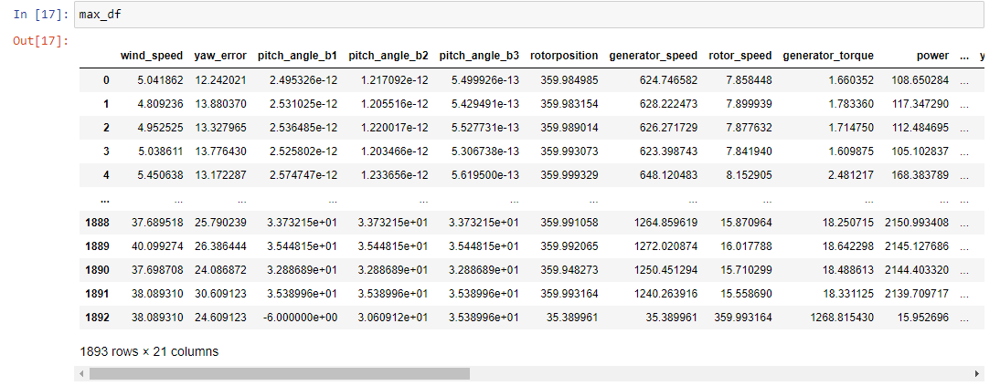 In [17]: max_df
Out[17]:
wind_speed yaw_error pitch_angle_b1 pitch_angle_b2 pitch_angle_b3 rotorposition generator_speed rotor_speed generator_torque power ... y
0 5.041862 12.242021 2.495326e-12 1.217092e-12 5.499926e-13 359.984985 624.746582 7.858448 1.660352 108.650284 ...
1 4.809236 13.880370 2.531025e-12 1.205516e-12 5.429491e-13 359.983154 628.222473 7.899939 1.783360 117.347290 ...
2 4.952525 13.327965 2.536485e-12 1.220017e-12 5.527731e-13 359.989014 626.271729 7.877632 1.714750 112.484695 ...
3 5.038611 13.776430 2.525802e-12 1.203466e-12 5.306738e-13 359.993073 623.398743 7.841940 1.609875 105.102837 ...
4 5.450638 13.172287 2.574747e-12 1.233656e-12 5.619500e-13 359.999329 648.120483 8.152905 2.481217 168.383789 ...
... ... ... ... ... ... ... ... ... ... ... ...
1888 37.689518 25.790239 3.373215e+01 3.373215e+01 3.373215e+01 359.991058 1264.859619 15.870964 18.250715 2150.993408 ...
1889 40.099274 26.386444 3.544815e+01 3.544815e+01 3.544815e+01 359.992065 1272.020874 16.017788 18.642298 2145.127686 ...
1890 37.698708 24.086872 3.288689e+01 3.288689e+01 3.288689e+01 359.948273 1250.451294 15.710299 18.488613 2144.403320 ...
1891 38.089310 30.609123 3.538996e+01 3.538996e+01 3.538996e+01 359.993164 1240.263916 15.558690 18.331125 2139.709717 ...
1892 38.089310 24.609123 -6.000000e+00 3.060912e+01 3.538996e+01 35.389961 35.389961 359.993164 1268.815430 15.952696 ...
1893 rows × 21 columns